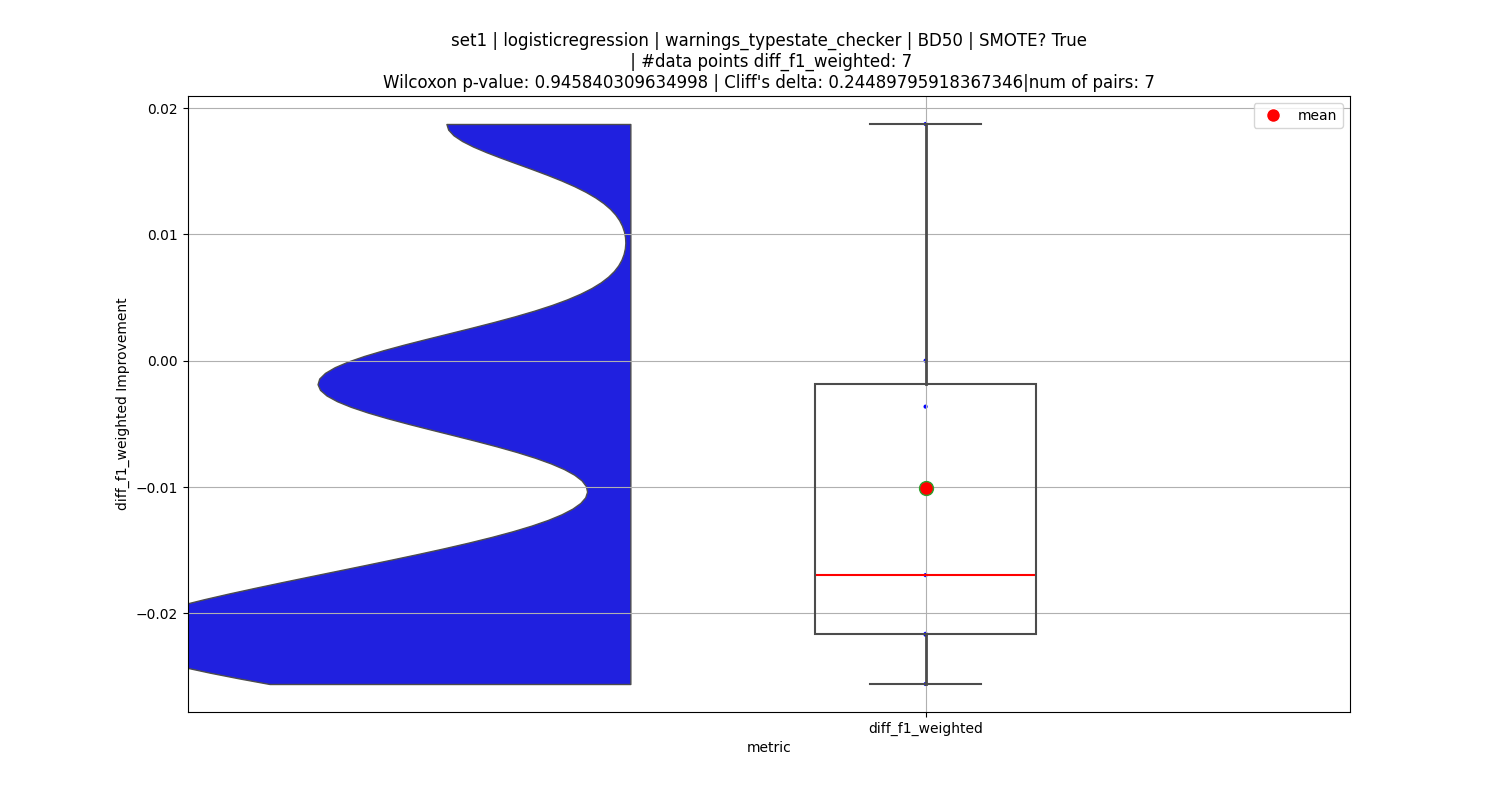 set1 | logisticregression | warnings_typestate_checker | BD50 | SMOTE? True
| #data points diff_f1_weighted: 7
Wilcoxon p-value: 0.945840309634998 | Cliff's delta: 0.24489795918367346|num of pairs: 7
mean
0.02
0.01
0.00
−0.01
−0.02
diff_f1_weighted Improvement
diff_f1_weighted
metric